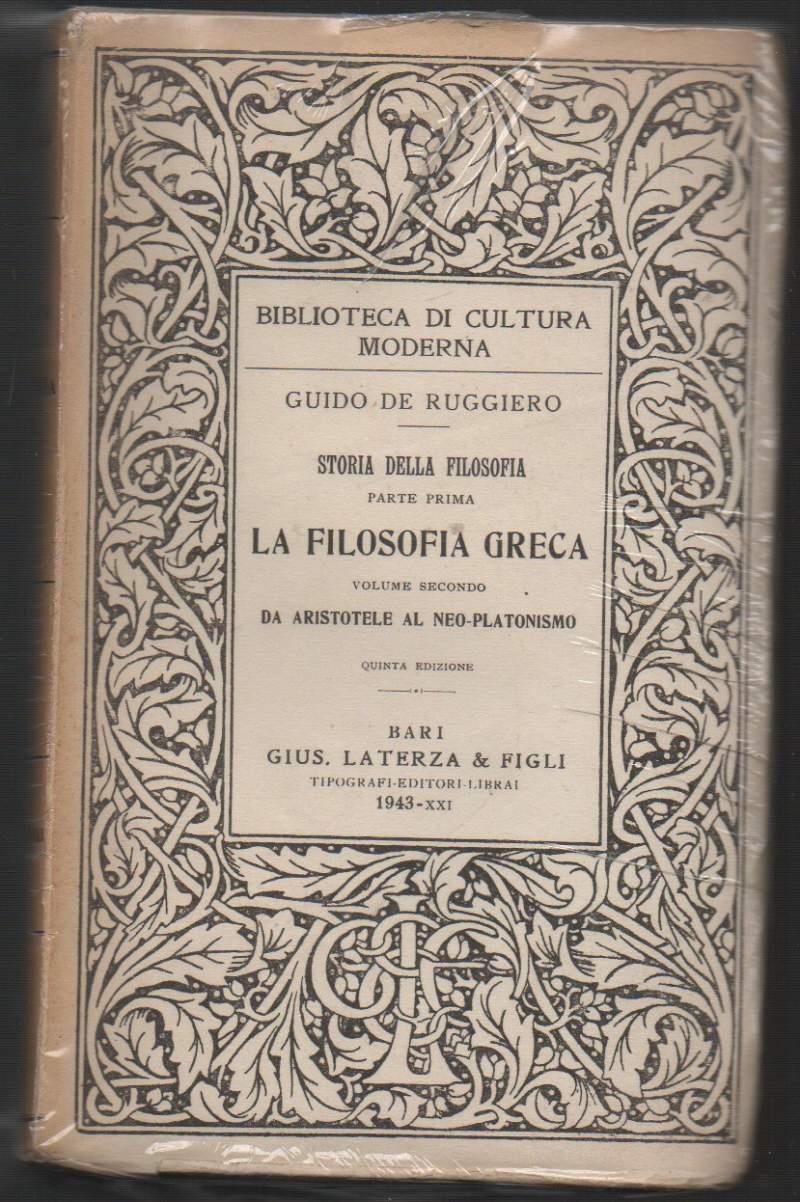 BIBLIOTECA DI CULTURA
MODERNA
GUIDO DE RUGGIERO
STORIA DELLA FILOSOFIA
PARTE PRIMA
LA FILOSOFIA GRECA
VOLUME SECONDO
DA ARISTOTELE AL NEO-PLATONISMO
QUINTA EDIZIONE
BARI
GIUS. LATERZA & FIGLI
TIPOGRAFI-EDITORI-LIBRAI
1943-XXI